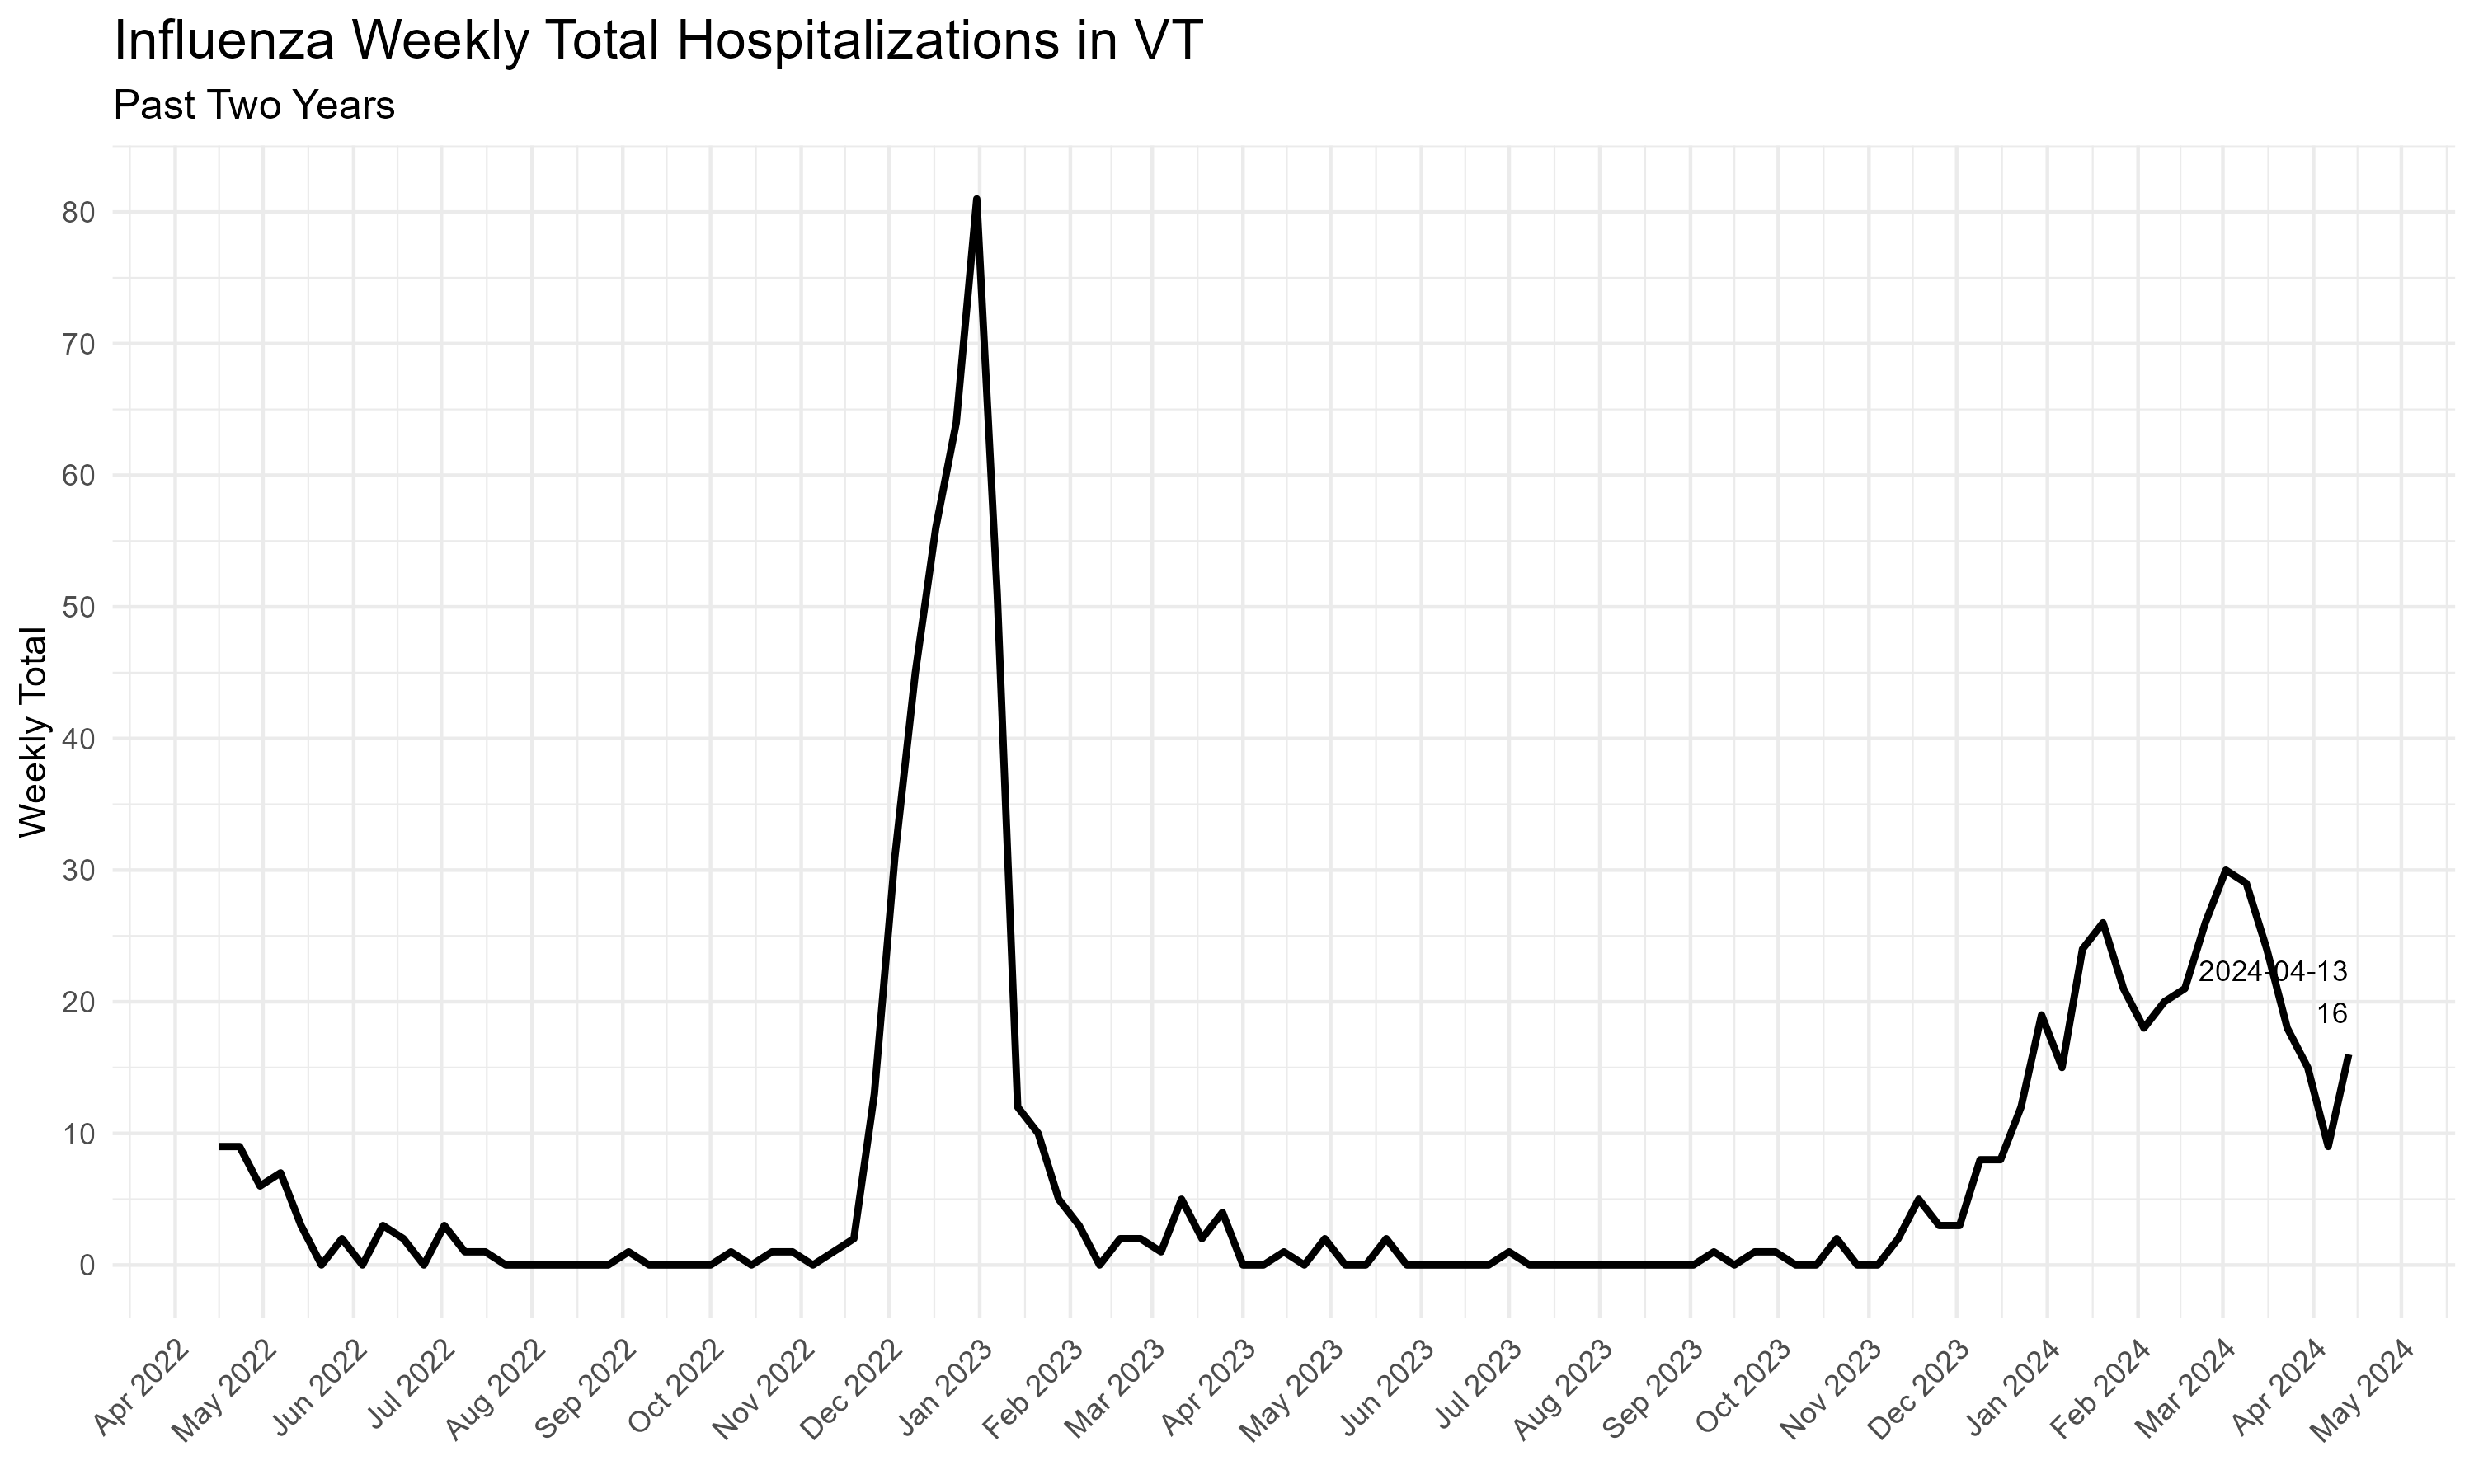 Influenza Weekly Total Hospitalizations in VT
Past Two Years
Weekly Total
80
70
60
50
40
30
20
10
0
2024-04-13
16
Apr 2022
May 2022
Jun 2022
Jul 2022
Aug 2022
Sep 2022
Oct 2022
Nov 2022
Dec 2022
Jan 2023
Feb 2023
Mar 2023
Apr 2023
May 2023
Jun 2023
Jul 2023
Aug 2023
Sep 2023
Oct 2023
Nov 2023
Dec 2023
Jan 2024
Feb 2024
Mar 2024
Apr 2024
May 2024